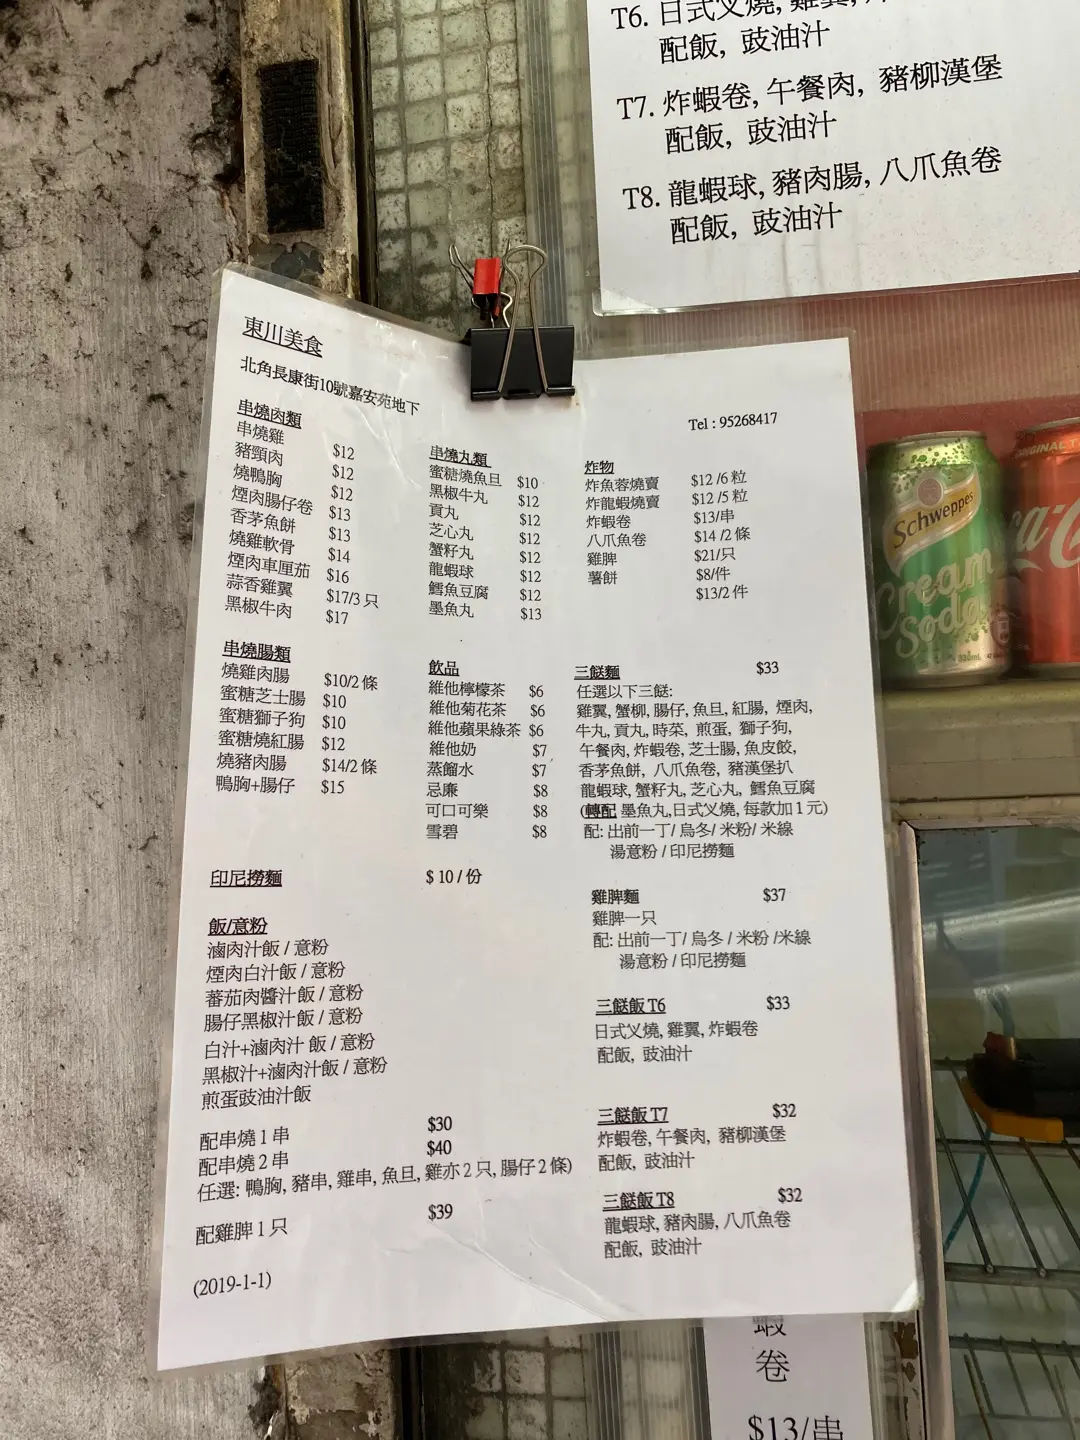 T6. 日式叉燒, 雞翼, 炸
配飯, 豉油汁
T7. 炸蝦卷, 午餐肉, 豬柳漢堡
配飯, 豉油汁
T8. 龍蝦球, 豬肉腸, 八爪魚卷
配飯, 豉油汁
東川美食
北角長康街10號嘉安苑地下
Tel : 95268417
串燒肉類
串燒雞 $12
豬頸肉 $12
燒鴨胸 $12
煙肉腸仔卷 $13
香茅魚餅 $13
燒雞軟骨 $14
煙肉車厘茄 $16
蒜香雞翼 $17/3 只
黑椒牛肉 $17
串燒腸類
燒雞肉腸 $10/2 條
蜜糖芝士腸 $10
蜜糖獅子狗 $10
蜜糖燒紅腸 $12
燒豬肉腸 $14/2 條
鴨胸+腸仔 $15
串燒丸類
蜜糖燒魚旦 $10
黑椒牛丸 $12
貢丸 $12
芝心丸 $12
蟹籽丸 $12
龍蝦球 $12
鱈魚豆腐 $12
墨魚丸 $13
飲品
維他檸檬茶 $6
維他菊花茶 $6
維他蘋果綠茶 $6
維他奶 $7
蒸餾水 $7
忌廉 $8
可口可樂 $8
雪碧 $8
炸物
炸魚蓉燒賣 $12 /6 粒
炸龍蝦燒賣 $12 /5 粒
炸蝦卷 $13/串
八爪魚卷 $14 /2 條
雞脾 $21/只
薯餅 $8/件
$13/2 件
三餸麵 $33
任選以下三餸:
雞翼, 蟹柳, 腸仔, 魚旦, 紅腸, 煙肉,
牛丸, 貢丸, 時菜, 煎蛋, 獅子狗,
午餐肉, 炸蝦卷, 芝士腸, 魚皮餃,
香茅魚餅, 八爪魚卷, 豬漢堡扒
龍蝦球, 蟹籽丸, 芝心丸, 鱈魚豆腐
(轉配 墨魚丸,日式叉燒, 每款加 1 元)
配: 出前一丁/ 烏冬/ 米粉/ 米線
湯意粉 / 印尼撈麵
印尼撈麵 $ 10 / 份
飯/意粉
滷肉汁飯 / 意粉
煙肉白汁飯 / 意粉
蕃茄肉醬汁飯 / 意粉
腸仔黑椒汁飯 / 意粉
白汁+滷肉汁 飯 / 意粉
黑椒汁+滷肉汁飯 / 意粉
煎蛋豉油汁飯
配串燒 1 串 $30
配串燒 2 串 $40
任選: 鴨胸, 豬串, 雞串, 魚旦, 雞亦 2 只, 腸仔 2 條)
配雞脾 1 只 $39
(2019-1-1)
雞脾麵 $37
雞脾一只
配: 出前一丁/ 烏冬 / 米粉 /米線
湯意粉 / 印尼撈麵
三餸飯 T6 $33
日式叉燒, 雞翼, 炸蝦卷
配飯, 豉油汁
三餸飯 T7 $32
炸蝦卷, 午餐肉, 豬柳漢堡
配飯, 豉油汁
三餸飯 T8 $32
龍蝦球, 豬肉腸, 八爪魚卷
配飯, 豉油汁
Schweppes
Cream
Soda
ORIGINAL T
蝦
卷
$13/串